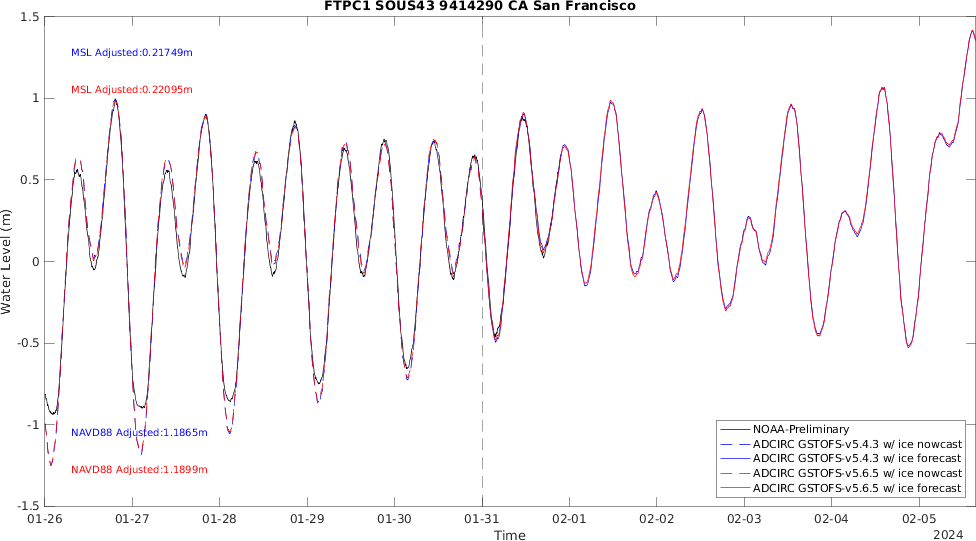 FTPC1 SOUS43 9414290 CA San Francisco
1.5
MSL Adjusted:0.21749m
MSL Adjusted:0.22095m
1
0.5
0
-0.5
-1
-1.5
Water Level (m)
NAVD88 Adjusted:1.1865m
NAVD88 Adjusted:1.1899m
NOAA-Preliminary
ADCIRC GSTOFS-v5.4.3 w/ ice nowcast
ADCIRC GSTOFS-v5.4.3 w/ ice forecast
ADCIRC GSTOFS-v5.6.5 w/ ice nowcast
ADCIRC GSTOFS-v5.6.5 w/ ice forecast
01-26 01-27 01-28 01-29 01-30 01-31 02-01 02-02 02-03 02-04 02-05
Time
2024